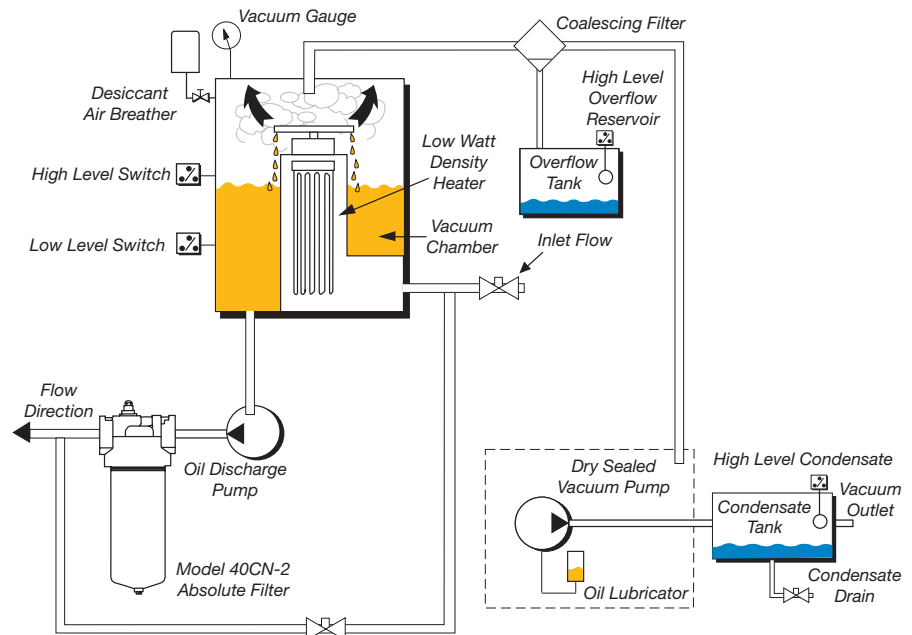 Vacuum Gauge
Coalescing Filter
Desiccant
Air Breather
High Level
Overflow
Reservoir
Low Watt
Density
Heater
Overflow
Tank
High Level Switch
Low Level Switch
Vacuum
Chamber
Inlet Flow
Flow
Direction
Oil Discharge
Pump
Dry Sealed
Vacuum Pump
High Level Condensate
Vacuum
Outlet
Condensate
Tank
Model 40CN-2
Absolute Filter
Oil Lubricator
Condensate
Drain